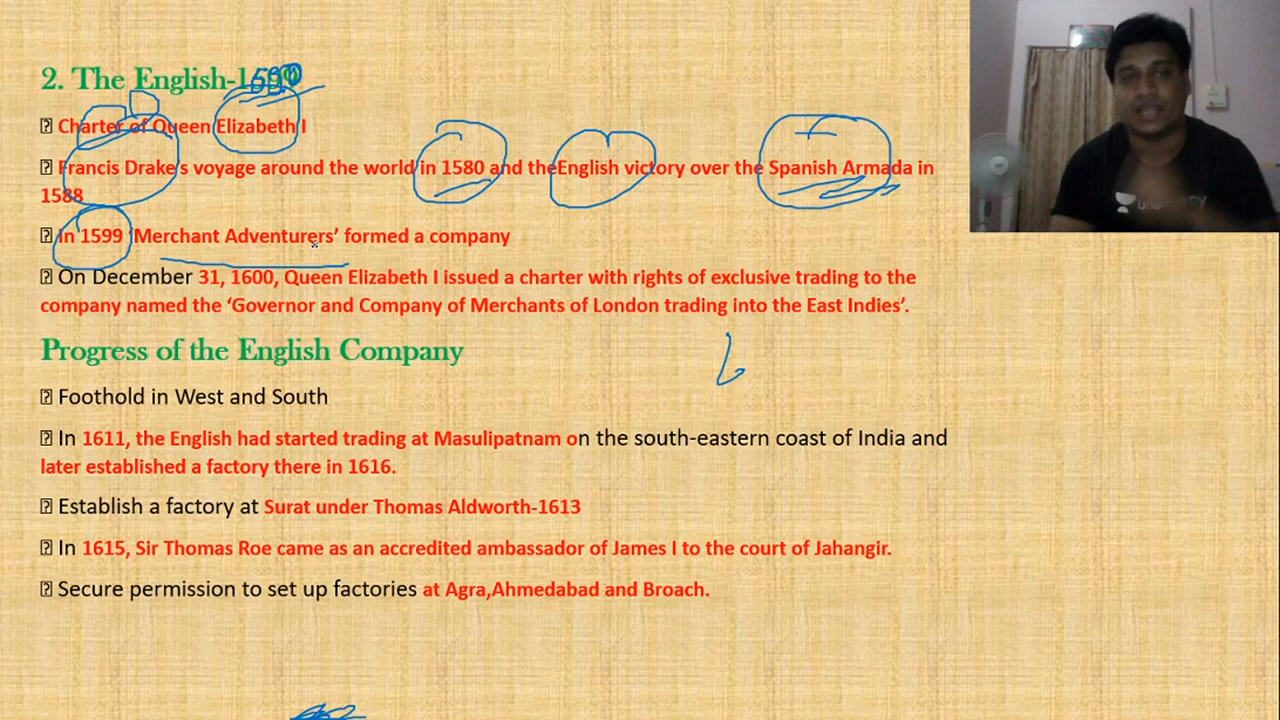 2. The English-1599
Charter of Queen Elizabeth I
Francis Drake's voyage around the world in 1580 and theEnglish victory over the Spanish Armada in
1588
In 1599 'Merchant Adventurers' formed a company
On December 31, 1600, Queen Elizabeth I issued a charter with rights of exclusive trading to the
company named the ‘Governor and Company of Merchants of London trading into the East Indies’.
Progress of the English Company
Foothold in West and South
In 1611, the English had started trading at Masulipatnam on the south-eastern coast of India and
later established a factory there in 1616.
Establish a factory at Surat under Thomas Aldworth-1613
In 1615, Sir Thomas Roe came as an accredited ambassador of James I to the court of Jahangir.
Secure permission to set up factories at Agra,Ahmedabad and Broach.